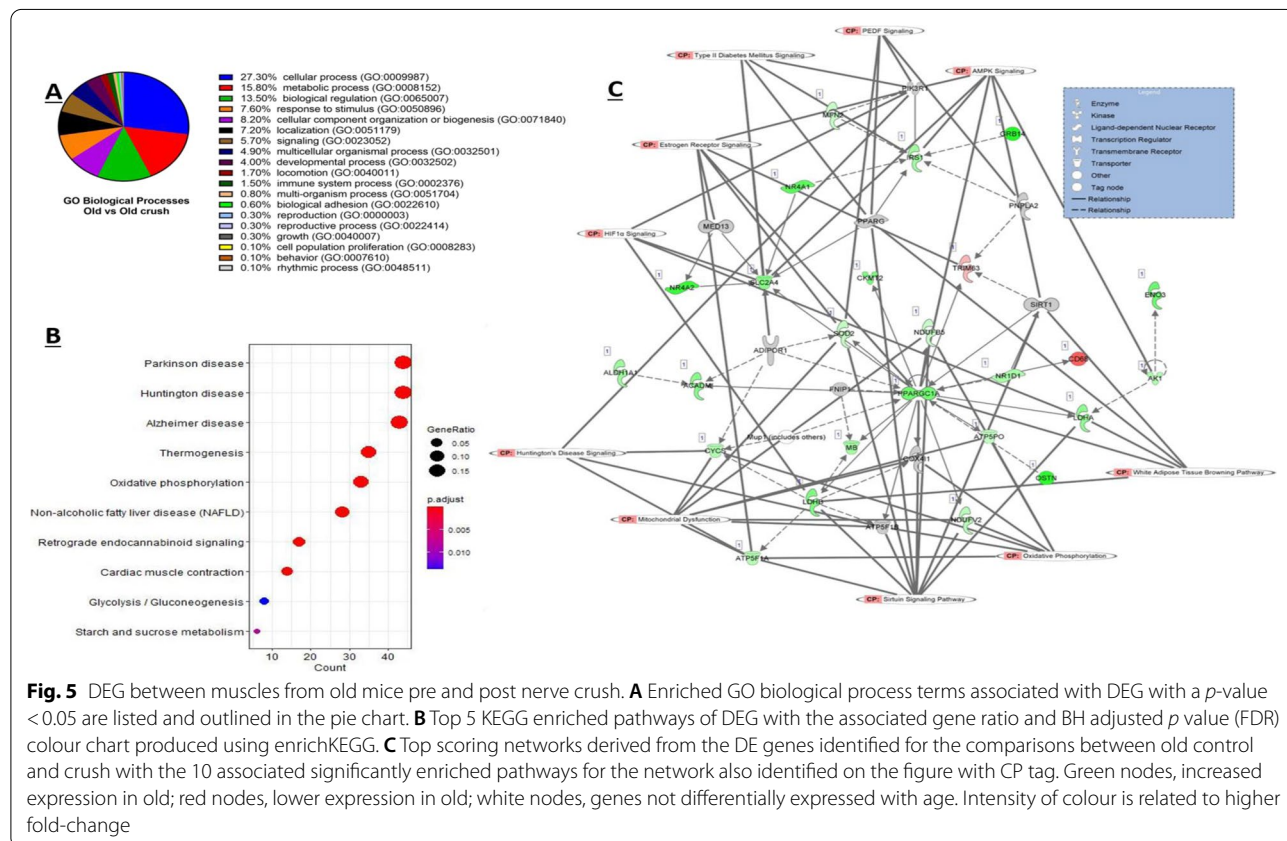 A
GO Biological Processes
Old vs Old crush
27.30% cellular process (GO:0009987)
15.80% metabolic process (GO:0008152)
13.50% biological regulation (GO:0065007)
7.60% response to stimulus (GO:0050896)
8.20% cellular component organization or biogenesis (GO:0071840)
7.20% localization (GO:0051179)
5.70% signaling (GO:0023052)
4.90% multicellular organismal process (GO:0032501)
4.00% developmental process (GO:0032502)
1.70% locomotion (GO:0040011)
1.50% immune system process (GO:0002376)
0.80% multi-organism process (GO:0051704)
0.60% biological adhesion (GO:0022610)
0.30% reproduction (GO:0000003)
0.30% reproductive process (GO:0022414)
0.30% growth (GO:0040007)
0.10% cell population proliferation (GO:0008283)
0.10% behavior (GO:0007610)
0.10% rhythmic process (GO:0048511)
B
Parkinson disease
Huntington disease
Alzheimer disease
Thermogenesis
Oxidative phosphorylation
Non-alcoholic fatty liver disease (NAFLD)
Retrograde endocannabinoid signaling
Cardiac muscle contraction
Glycolysis / Gluconeogenesis
Starch and sucrose metabolism
10 20 30 40
Count
GeneRatio
0.05
0.10
0.15
p.adjust
0.005
0.010
C
CP: PEDF Signaling
CP: Type II Diabetes Mellitus Signaling
CP: AMPK Signaling
PIK3R1
MFN2
GRB14
CP: Estrogen Receptor Signaling
IRS1
NR4A1
PNPLA2
MED13
PPARG
CP: HIF1α Signaling
TRIM63
NR4A2
SLC2A4
CKMT2
ENO3
SIRT1
SOD2
NDUFB5
ADIPOR1
ALDH1A1
ACADM
NR1D1
AK1
FNIP1
PPARGC1A
LDHA
Mup1 (includes others)
ATP5PO
CP: Huntington's Disease Signaling
CYCS
MB
COX4I1
CP: White Adipose Tissue Browning Pathway
OSTN
LDHB
CP: Mitochondrial Dysfunction
NDUFV2
ATP5F1A
CP: Oxidative Phosphorylation
CP: Sirtuin Signaling Pathway
Legend
Enzyme
Kinase
Ligand-dependent Nuclear Receptor
Transcription Regulator
Transmembrane Receptor
Transporter
Other
Tag node
Relationship
Relationship
Fig. 5 DEG between muscles from old mice pre and post nerve crush. A Enriched GO biological process terms associated with DEG with a p-value
<0.05 are listed and outlined in the pie chart. B Top 5 KEGG enriched pathways of DEG with the associated gene ratio and BH adjusted p value (FDR)
colour chart produced using enrichKEGG. C Top scoring networks derived from the DE genes identified for the comparisons between old control
and crush with the 10 associated significantly enriched pathways for the network also identified on the figure with CP tag. Green nodes, increased
expression in old; red nodes, lower expression in old; white nodes, genes not differentially expressed with age. Intensity of colour is related to higher
fold-change